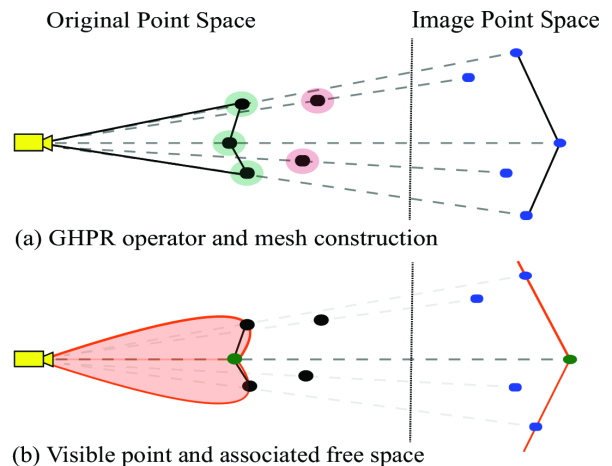 Original Point Space
Image Point Space
(a) GHPR operator and mesh construction
(b) Visible point and associated free space